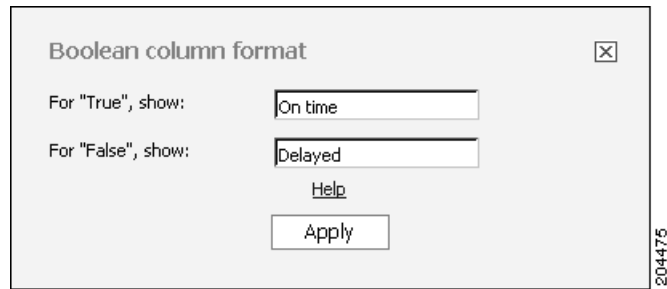 Boolean column format
For "True", show:
On time
For "False", show:
Delayed
Help
Apply
204475